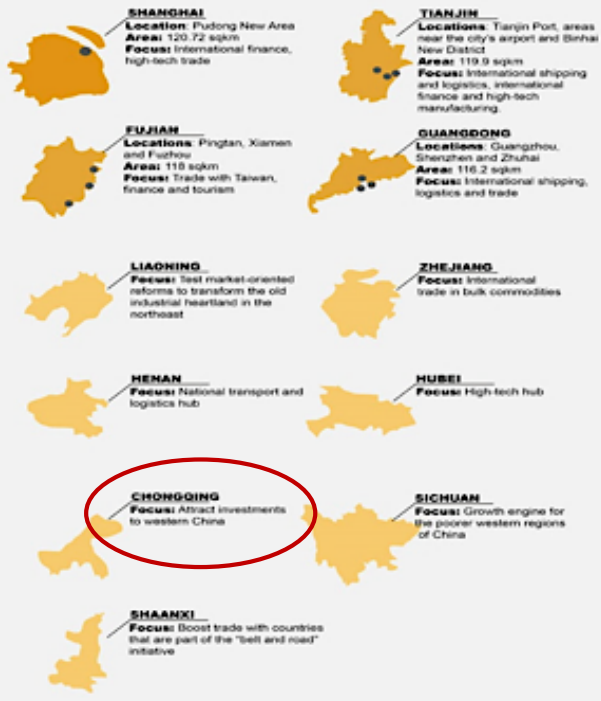 SHANGHAI
Location: Pudong New Area
Area: 120.72 sqkm
Focus: International finance,
high-tech trade
TIANJIN
Locations: Tianjin Port, areas
near the city's airport and Binhai
New District
Area: 119.9 sqkm
Focus: International shipping
and logistics, international
finance and high-tech
manufacturing.
FUJIAN
Locations: Pingtan, Xiamen
and Fuzhou
Area: 118 sqkm
Focus: Trade with Taiwan,
finance and tourism
GUANGDONG
Locations: Guangzhou,
Shenzhen and Zhuhai
Area: 116.2 sqkm
Focus: International shipping,
logistics and trade
LIAONING
Focus: Test market-oriented
reforms to transform the old
industrial heartland in the
northeast
ZHEJIANG
Focus: International
trade in bulk commodities
HENAN
Focus: National transport and
logistics hub
HUBEI
Focus: High-tech hub
CHONGQING
Focus: Attract investments
to western China
SICHUAN
Focus: Growth engine for
the poorer western regions
of China
SHAANXI
Focus: Boost trade with countries
that are part of the "belt and road"
initiative